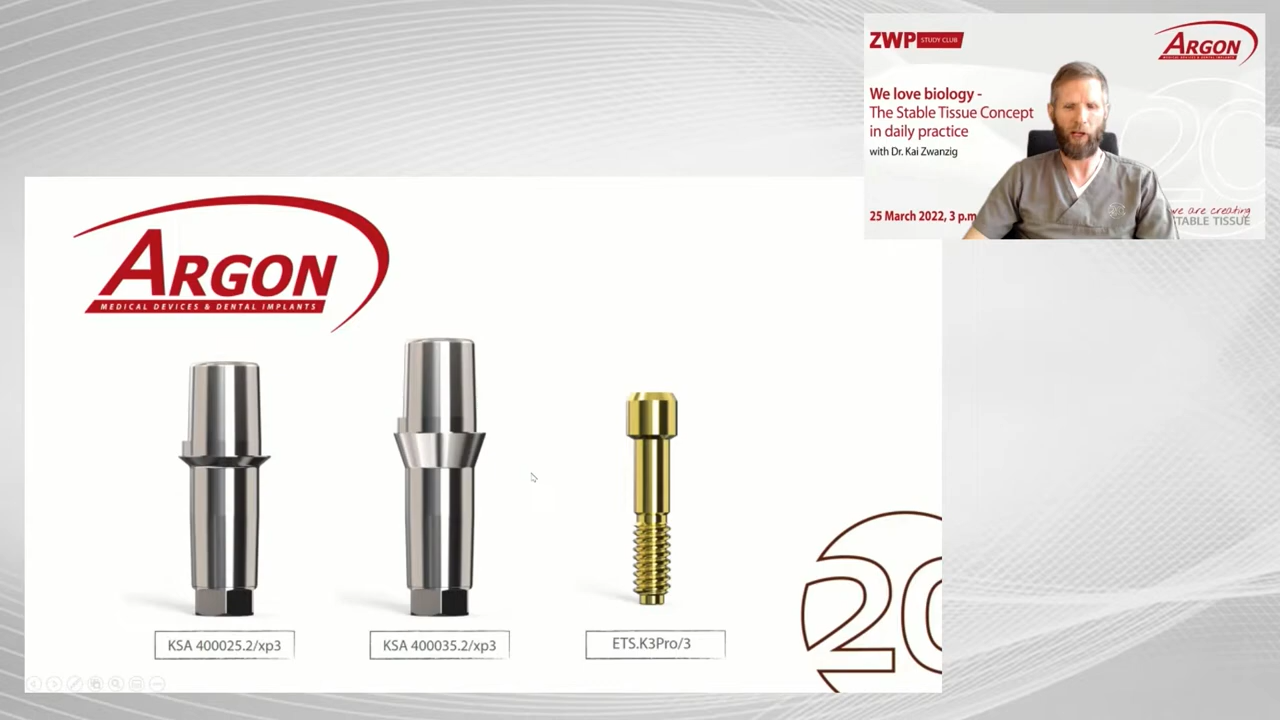 ZWP STUDY CLUB
ARGON
MEDICAL DEVICES & DENTAL IMPLANTS
We love biology -
The Stable Tissue Concept
in daily practice
with Dr. Kai Zwanzig
20
25 March 2022, 3 p.m
we are creating
STABLE TISSUE
ARGON
MEDICAL DEVICES & DENTAL IMPLANTS
20
KSA 400025.2/xp3
KSA 400035.2/xp3
ETS.K3Pro/3